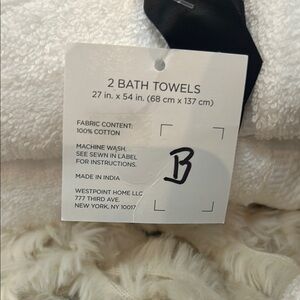 2 BATH TOWELS
27 in. x 54 in. (68 cm x 137 cm)
FABRIC CONTENT:
100% COTTON
MACHINE WASH.
SEE SEWN IN LABEL
FOR INSTRUCTIONS.
MADE IN INDIA
B
WESTPOINT HOME LLC
777 THIRD AVE.
NEW YORK, NY 10017